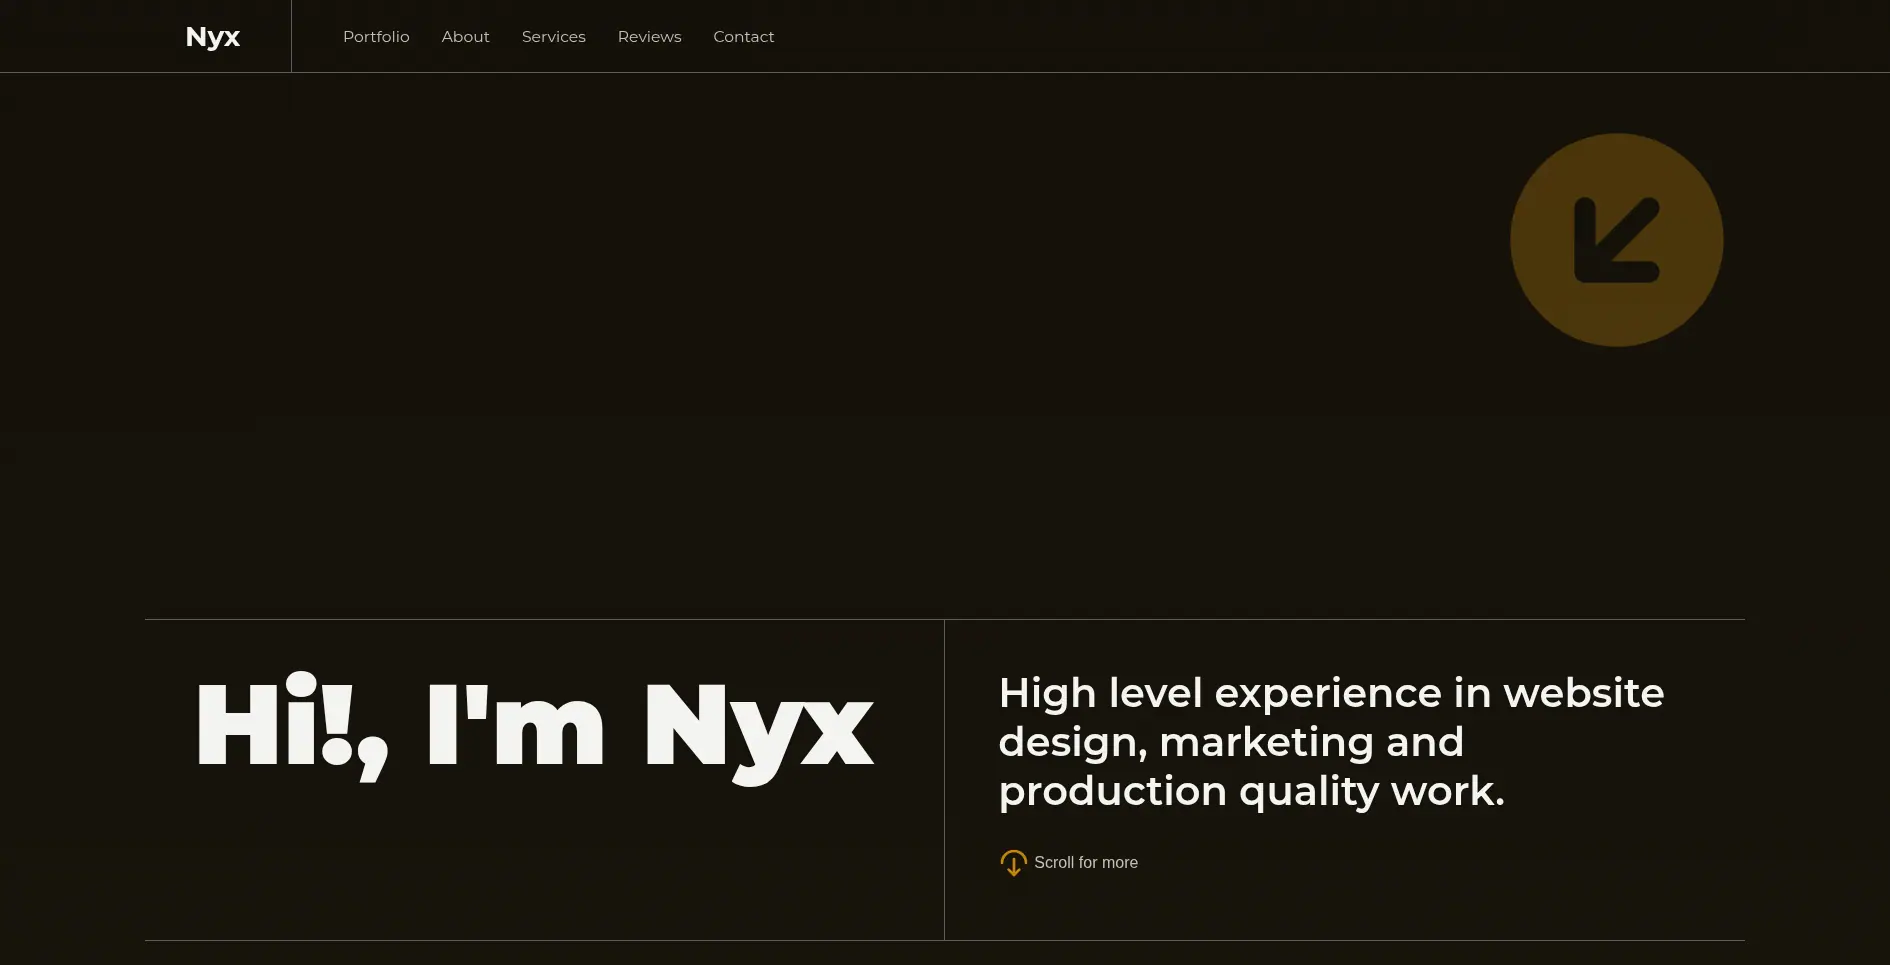 Nyx
Portfolio About Services Reviews Contact
Hi!, I'm Nyx
High level experience in website
design, marketing and
production quality work.
Scroll for more